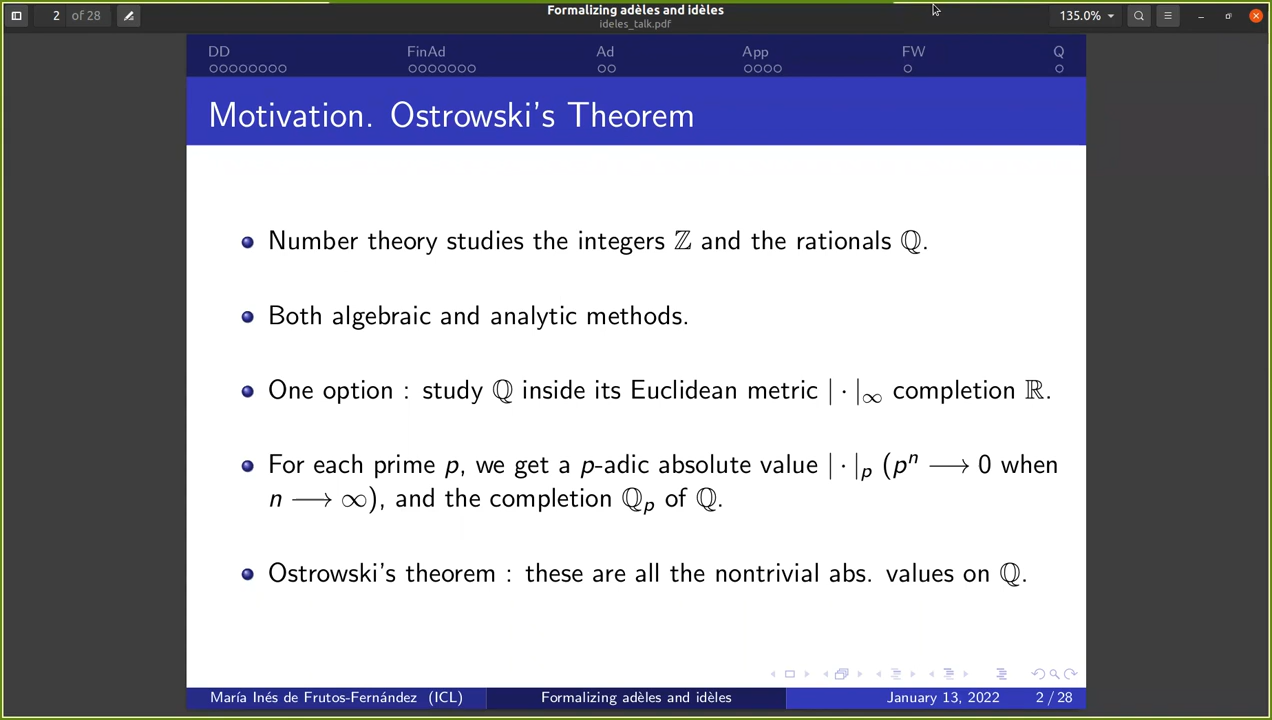 2 of 28
Formalizing adèles and idèles
ideles_talk.pdf
135.0%
DD FinAd Ad App FW Q
Motivation. Ostrowski's Theorem
Number theory studies the integers ℤ and the rationals ℚ.
Both algebraic and analytic methods.
One option : study ℚ inside its Euclidean metric | · |∞ completion ℝ.
For each prime p, we get a p-adic absolute value | · |ₚ (pⁿ ⟶ 0 when
n ⟶ ∞), and the completion ℚₚ of ℚ.
Ostrowski's theorem : these are all the nontrivial abs. values on ℚ.
María Inés de Frutos-Fernández (ICL) Formalizing adèles and idèles January 13, 2022 2 / 28